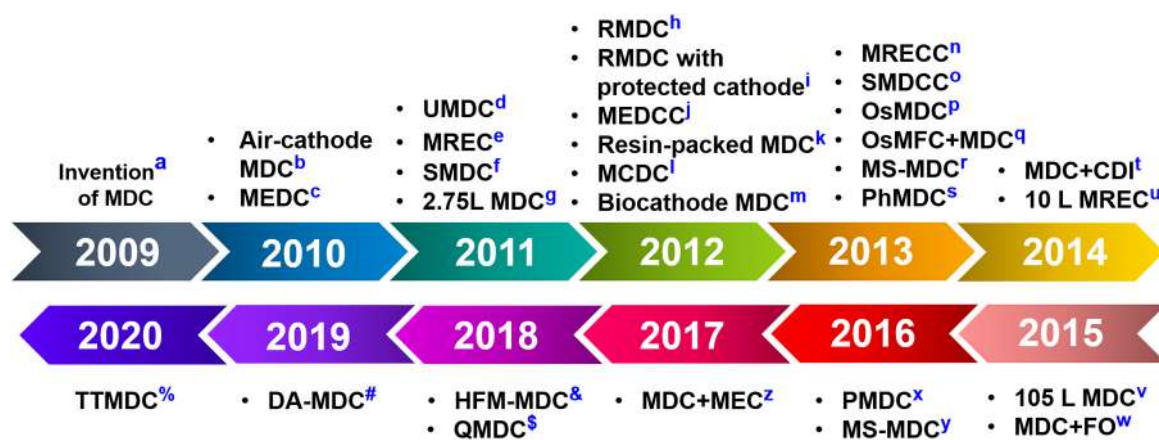 Invention^a
of MDC
• Air-cathode
MDC^b
• MEDC^c
• UMDC^d
• MREC^e
• SMDC^f
• 2.75L MDC^g
• RMDC^h
• RMDC with
protected cathode^i
• MEDCC^j
• Resin-packed MDC^k
• MCDC^l
• Biocathode MDC^m
• MRECC^n
• SMDCC^o
• OsMDC^p
• OsMFC+MDC^q
• MS-MDC^r
• PhMDC^s
• MDC+CDI^t
• 10 L MREC^u
2009 2010 2011 2012 2013 2014
2020 2019 2018 2017 2016 2015
TTMDC^%
• DA-MDC^#
• HFM-MDC^&
• QMDC^$
• MDC+MEC^z
• PMDC^x
• MS-MDC^y
• 105 L MDC^v
• MDC+FO^w